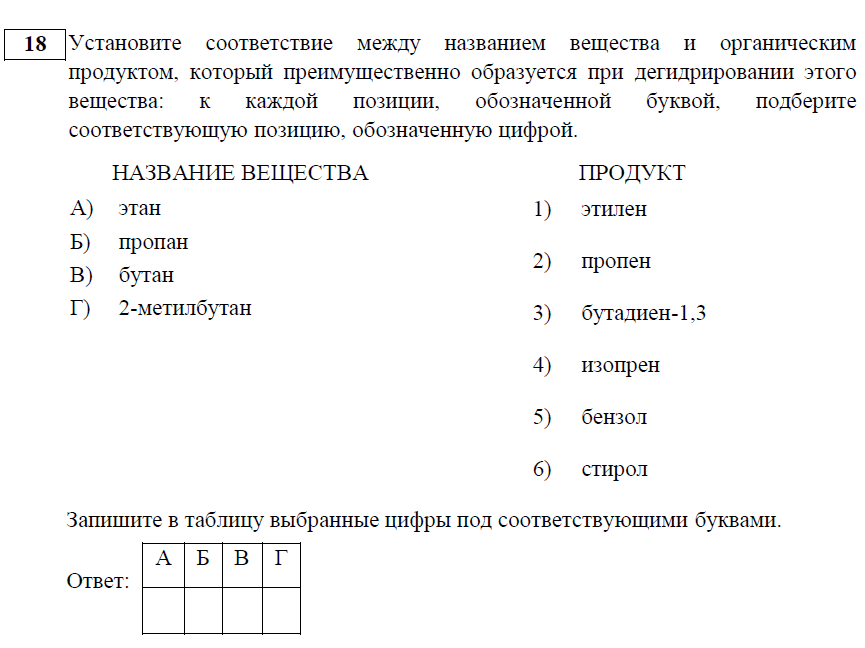 18 Установите соответствие между названием вещества и органическим
продуктом, который преимущественно образуется при дегидрировании этого
вещества: к каждой позиции, обозначенной буквой, подберите
соответствующую позицию, обозначенную цифрой.
НАЗВАНИЕ ВЕЩЕСТВА ПРОДУКТ
А) этан 1) этилен
Б) пропан 2) пропен
В) бутан 3) бутадиен-1,3
Г) 2-метилбутан 4) изопрен
5) бензол
6) стирол
Запишите в таблицу выбранные цифры под соответствующими буквами.
Ответ: А Б В Г